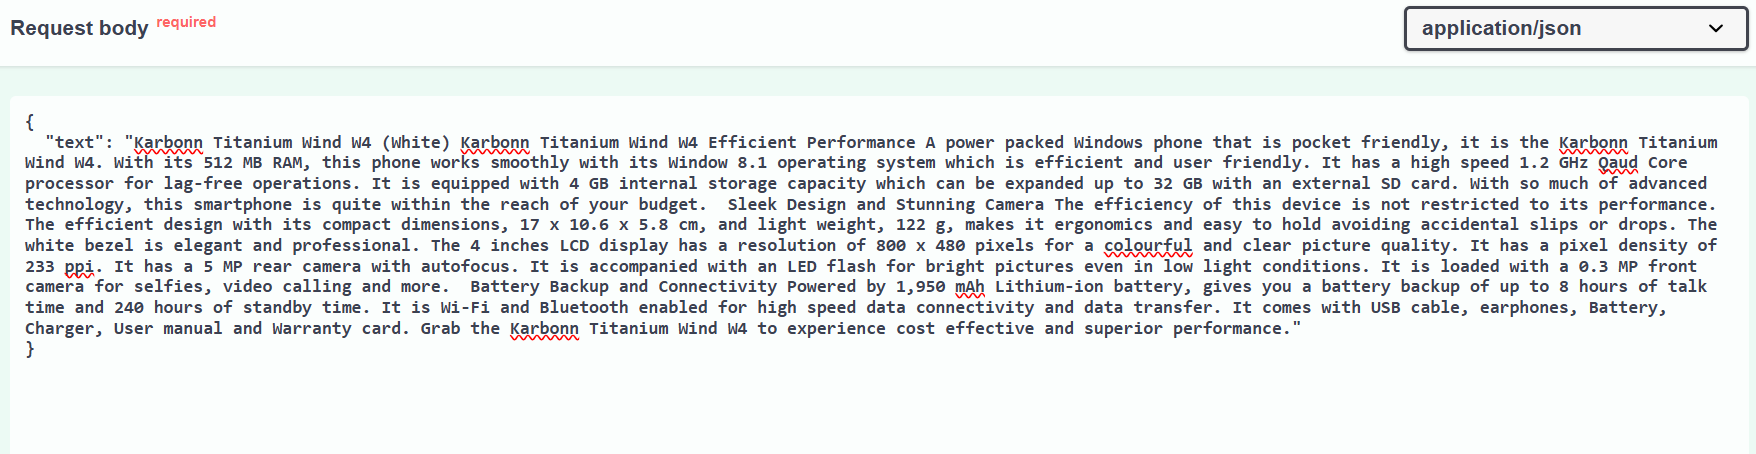 Request body required
application/json
{
"text": "Karbonn Titanium Wind W4 (White) Karbonn Titanium Wind W4 Efficient Performance A power packed Windows phone that is pocket friendly, it is the Karbonn Titanium
Wind W4. With its 512 MB RAM, this phone works smoothly with its Window 8.1 operating system which is efficient and user friendly. It has a high speed 1.2 GHz Qaud Core
processor for lag-free operations. It is equipped with 4 GB internal storage capacity which can be expanded up to 32 GB with an external SD card. With so much of advanced
technology, this smartphone is quite within the reach of your budget.  Sleek Design and Stunning Camera The efficiency of this device is not restricted to its performance.
The efficient design with its compact dimensions, 17 x 10.6 x 5.8 cm, and light weight, 122 g, makes it ergonomics and easy to hold avoiding accidental slips or drops. The
white bezel is elegant and professional. The 4 inches LCD display has a resolution of 800 x 480 pixels for a colourful and clear picture quality. It has a pixel density of
233 ppi. It has a 5 MP rear camera with autofocus. It is accompanied with an LED flash for bright pictures even in low light conditions. It is loaded with a 0.3 MP front
camera for selfies, video calling and more.  Battery Backup and Connectivity Powered by 1,950 mAh Lithium-ion battery, gives you a battery backup of up to 8 hours of talk
time and 240 hours of standby time. It is Wi-Fi and Bluetooth enabled for high speed data connectivity and data transfer. It comes with USB cable, earphones, Battery,
Charger, User manual and Warranty card. Grab the Karbonn Titanium Wind W4 to experience cost effective and superior performance."
}